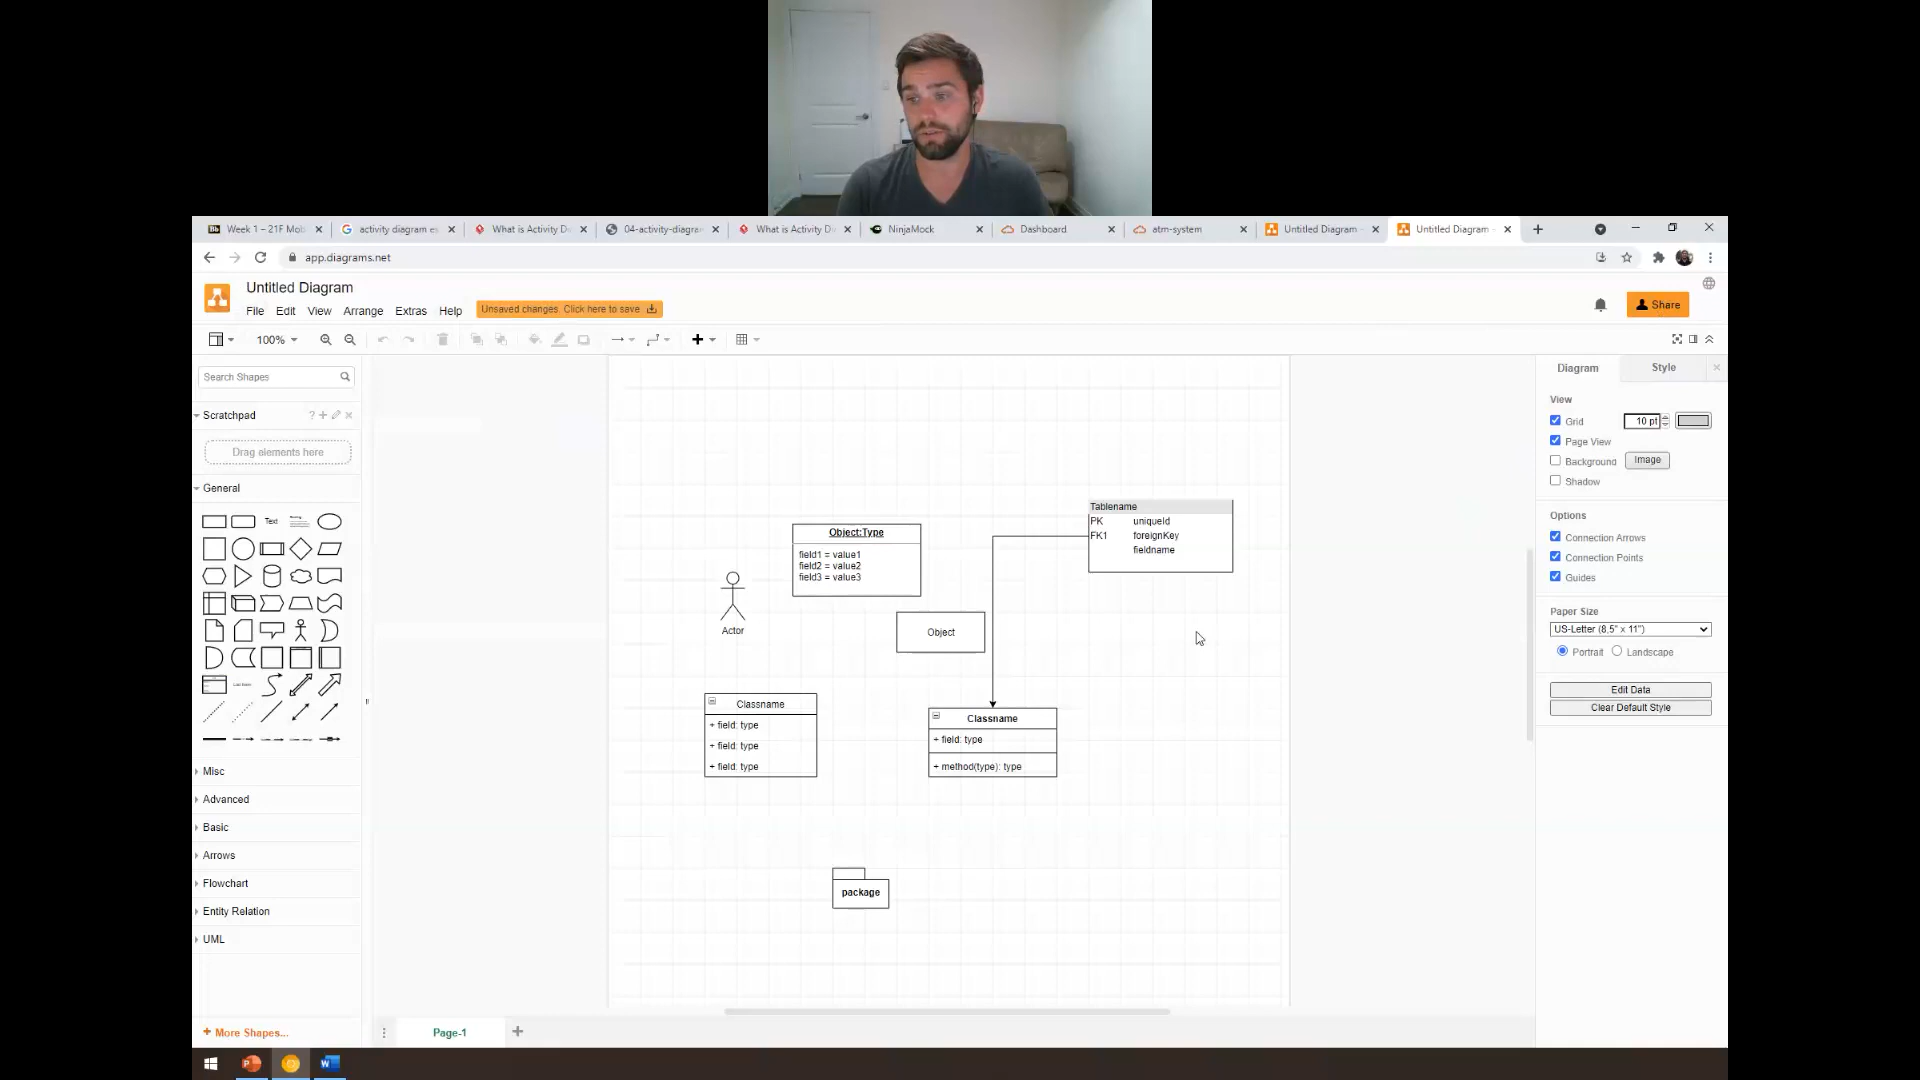 Week 1 – 21F Mob
activity diagram es
What is Activity Di
04-activity-diagra
What is Activity Di
NinjaMock
Dashboard
atm-system
Untitled Diagram -
Untitled Diagram -
app.diagrams.net
Untitled Diagram
File
Edit
View
Arrange
Extras
Help
Unsaved changes. Click here to save
Share
100%
Search Shapes
Scratchpad
Drag elements here
General
Text
Misc
Advanced
Basic
Arrows
Flowchart
Entity Relation
UML
+ More Shapes...
Object:Type
field1 = value1
field2 = value2
field3 = value3
Actor
Object
Tablename
PK uniqueId
FK1 foreignKey
fieldname
Classname
+ field: type
+ field: type
+ field: type
Classname
+ field: type
+ method(type): type
package
Page-1
Diagram
Style
View
Grid
10 pt
Page View
Background
Image
Shadow
Options
Connection Arrows
Connection Points
Guides
Paper Size
US-Letter (8,5" x 11")
Portrait
Landscape
Edit Data
Clear Default Style